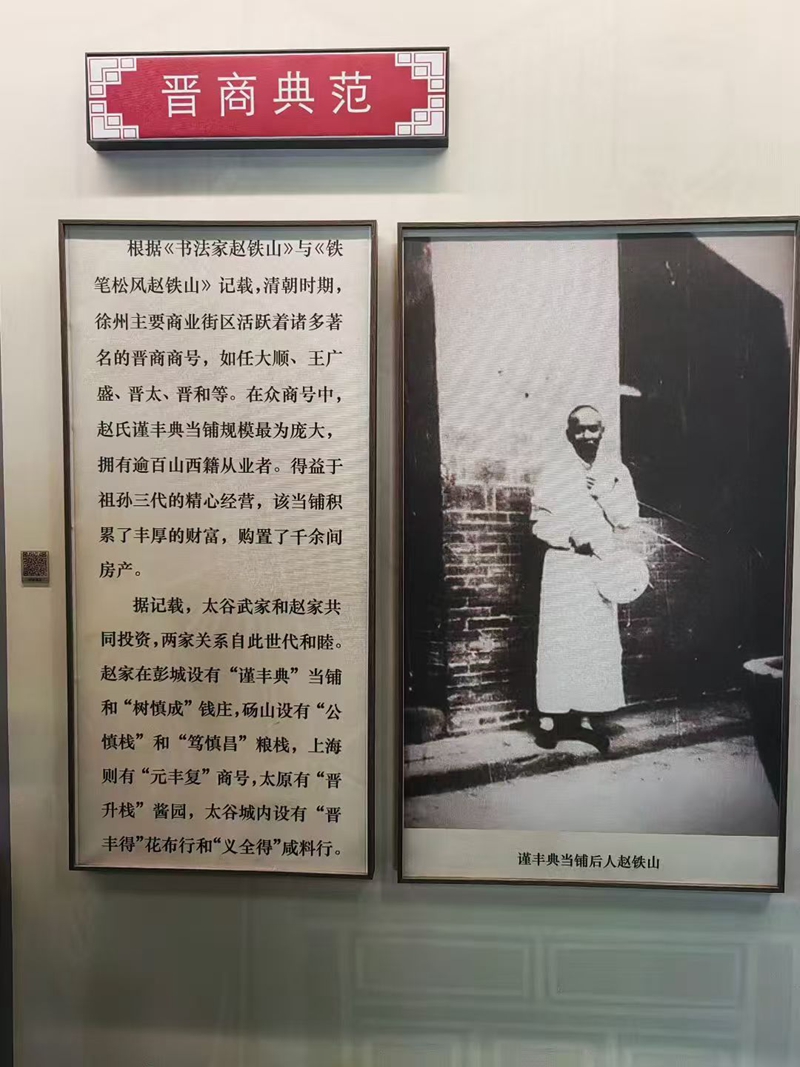 晋商典范
根据《书法家赵铁山》与《铁
笔松风赵铁山》记载,清朝时期,
徐州主要商业街区活跃着诸多著
名的晋商商号，如任大顺、王广
盛、晋太、晋和等。在众商号中，
赵氏谨丰典当铺规模最为庞大，
拥有逾百山西籍从业者。得益于
祖孙三代的精心经营，该当铺积
累了丰厚的财富，购置了千余间
房产。
据记载，太谷武家和赵家共
同投资,两家关系自此世代和睦。
赵家在彭城设有“谨丰典”当铺
和“树慎成”钱庄,砀山设有“公
慎栈”和“笃慎昌”粮栈，上海
则有“元丰复”商号,太原有“晋
升栈”酱园，太谷城内设有“晋
丰得”花布行和“义全得”咸料行。
谨丰典当铺后人赵铁山